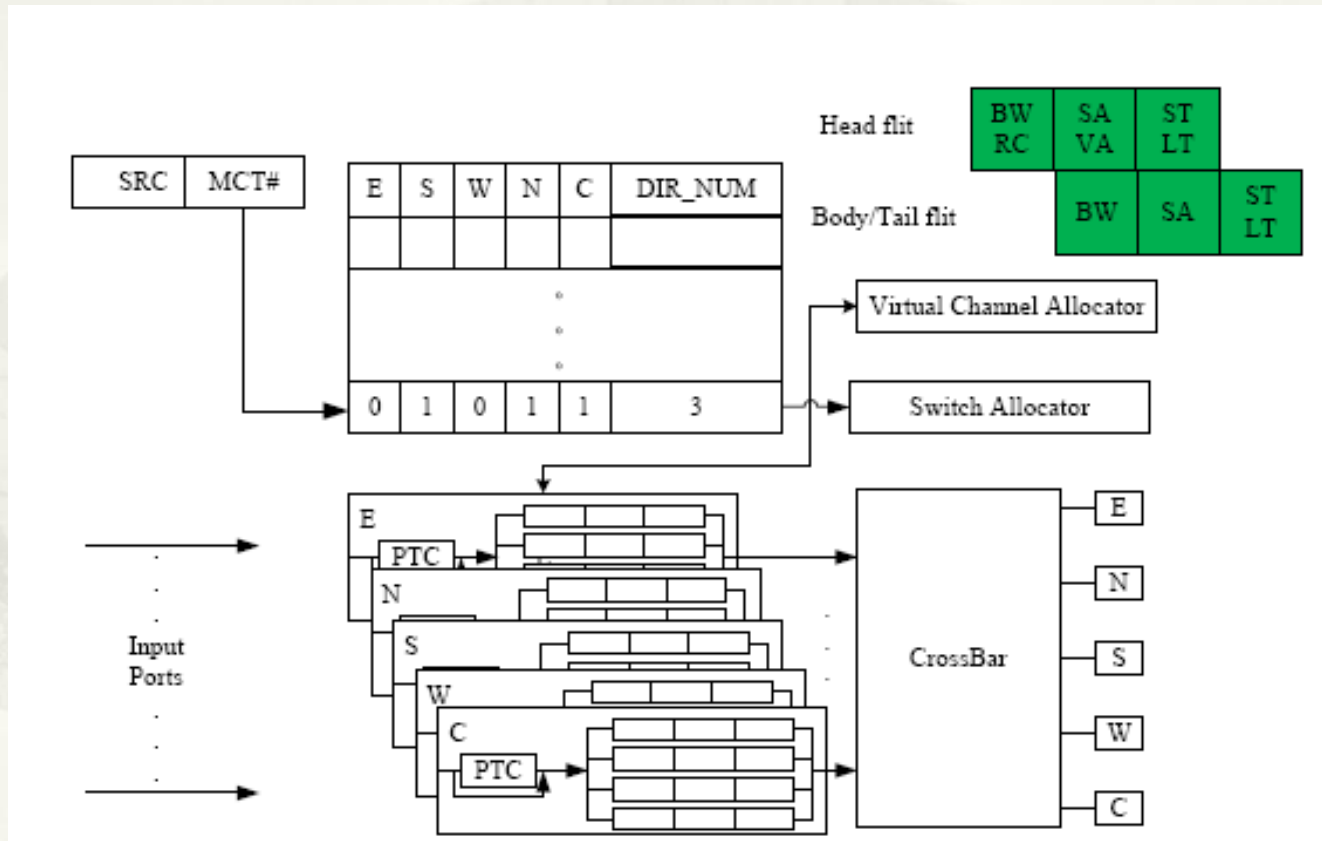 Head flit
BW SA ST
RC VA LT
SRC MCT#
E S W N C DIR_NUM
Body/Tail flit
BW SA ST
LT
Virtual Channel Allocator
0 1 0 1 1 3
Switch Allocator
E
PTC
N
S
W
C
PTC
Input
Ports
CrossBar
E
N
S
W
C